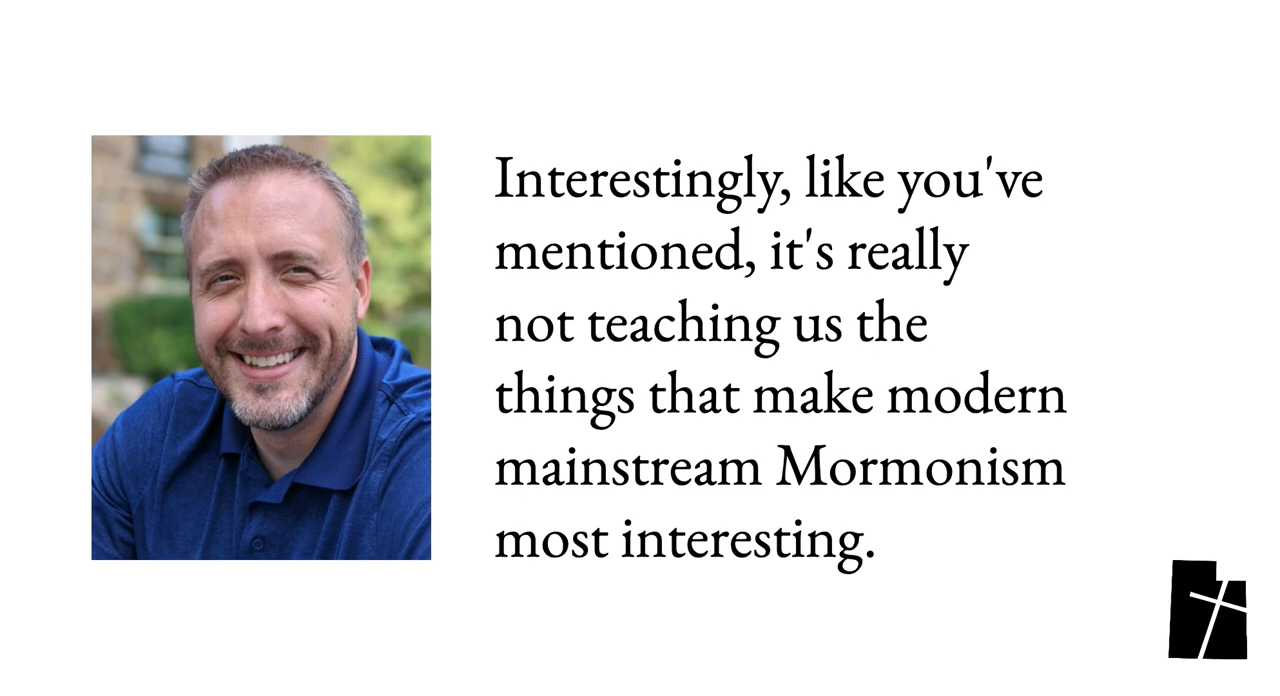 Interestingly, like you've
mentioned, it's really
not teaching us the
things that make modern
mainstream Mormonism
most interesting.